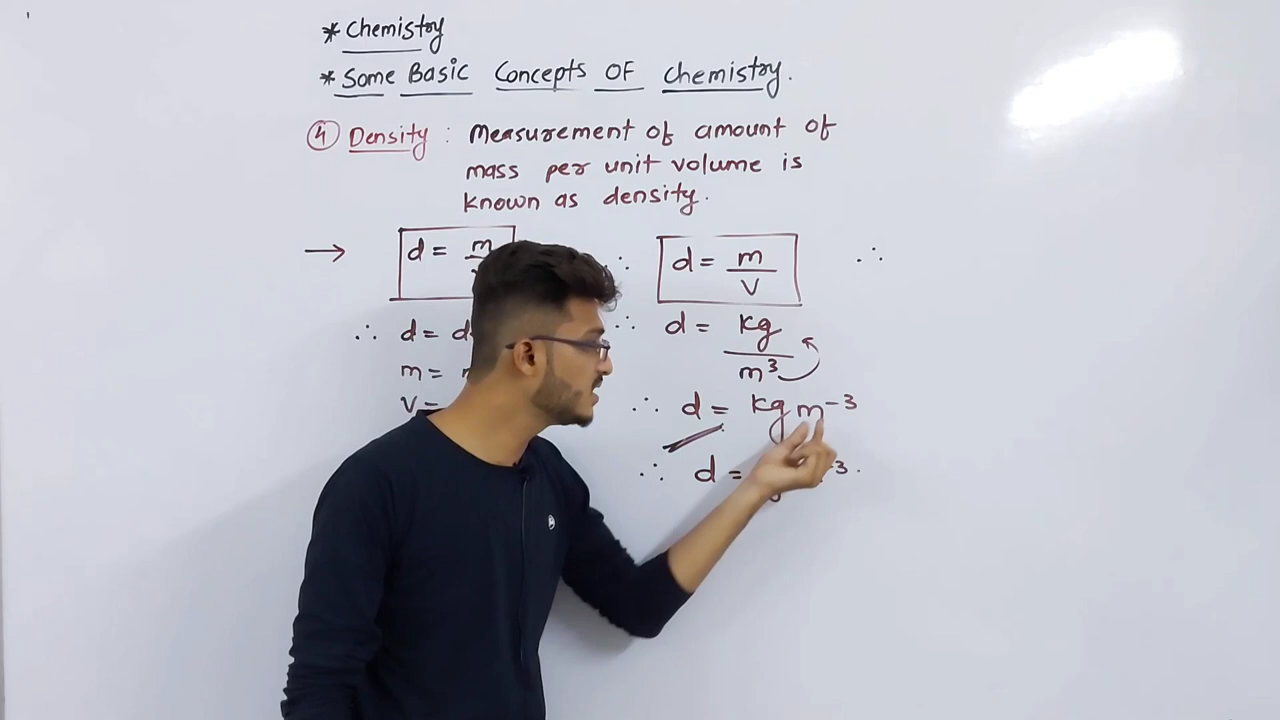 * Chemistry
* Some Basic Concepts OF Chemistry.
④ Density : Measurement of amount of
mass per unit volume is
known as density.
→ d = m
∴ d = m/V ∴
∴ d =
m =
V =
∴ d = kg/m³
∴ d = kg m⁻³
∴ d =